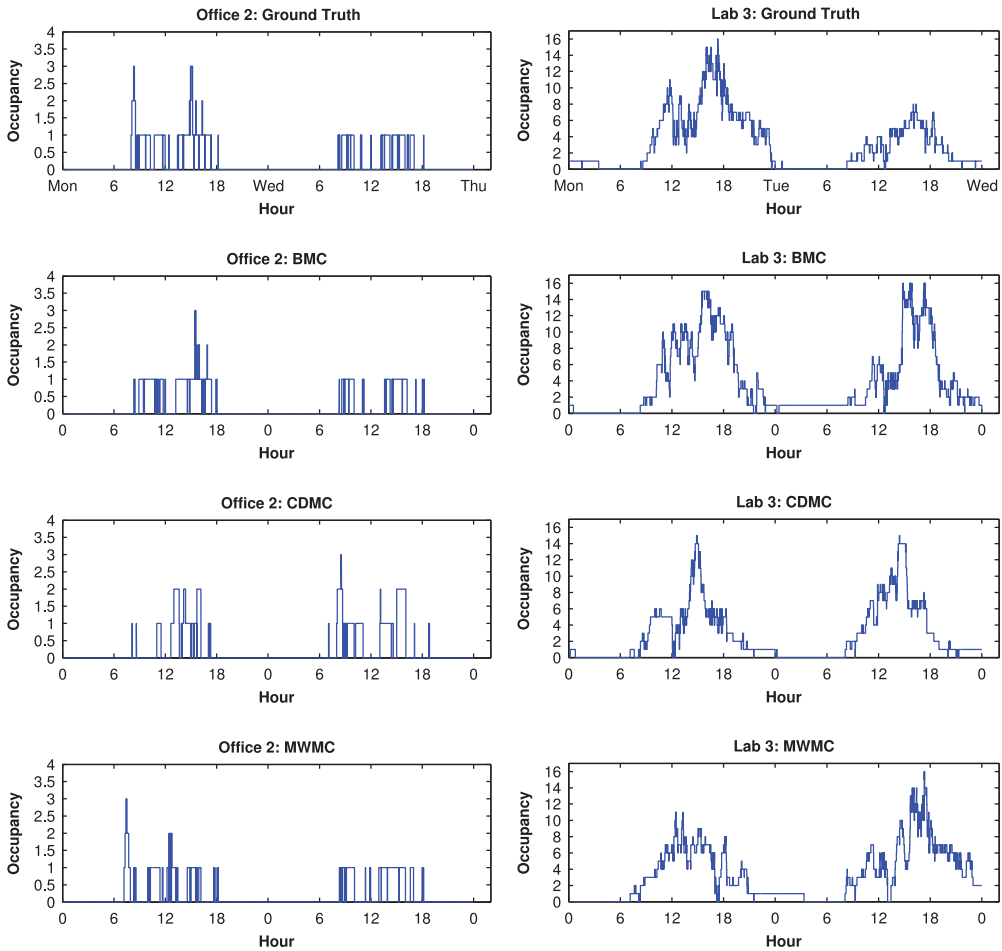 Office 2: Ground Truth
Occupancy
4
3.5
3
2.5
2
1.5
1
0.5
0
Mon 6 12 18 Wed 6 12 18 Thu
Hour
Lab 3: Ground Truth
Occupancy
16
14
12
10
8
6
4
2
0
Mon 6 12 18 Tue 6 12 18 Wed
Hour
Office 2: BMC
Occupancy
4
3.5
3
2.5
2
1.5
1
0.5
0
0 6 12 18 0 6 12 18 0
Hour
Lab 3: BMC
Occupancy
16
14
12
10
8
6
4
2
0
0 6 12 18 0 6 12 18 0
Hour
Office 2: CDMC
Occupancy
4
3.5
3
2.5
2
1.5
1
0.5
0
0 6 12 18 0 6 12 18 0
Hour
Lab 3: CDMC
Occupancy
16
14
12
10
8
6
4
2
0
0 6 12 18 0 6 12 18 0
Hour
Office 2: MWMC
Occupancy
4
3.5
3
2.5
2
1.5
1
0.5
0
0 6 12 18 0 6 12 18 0
Hour
Lab 3: MWMC
Occupancy
16
14
12
10
8
6
4
2
0
0 6 12 18 0 6 12 18 0
Hour